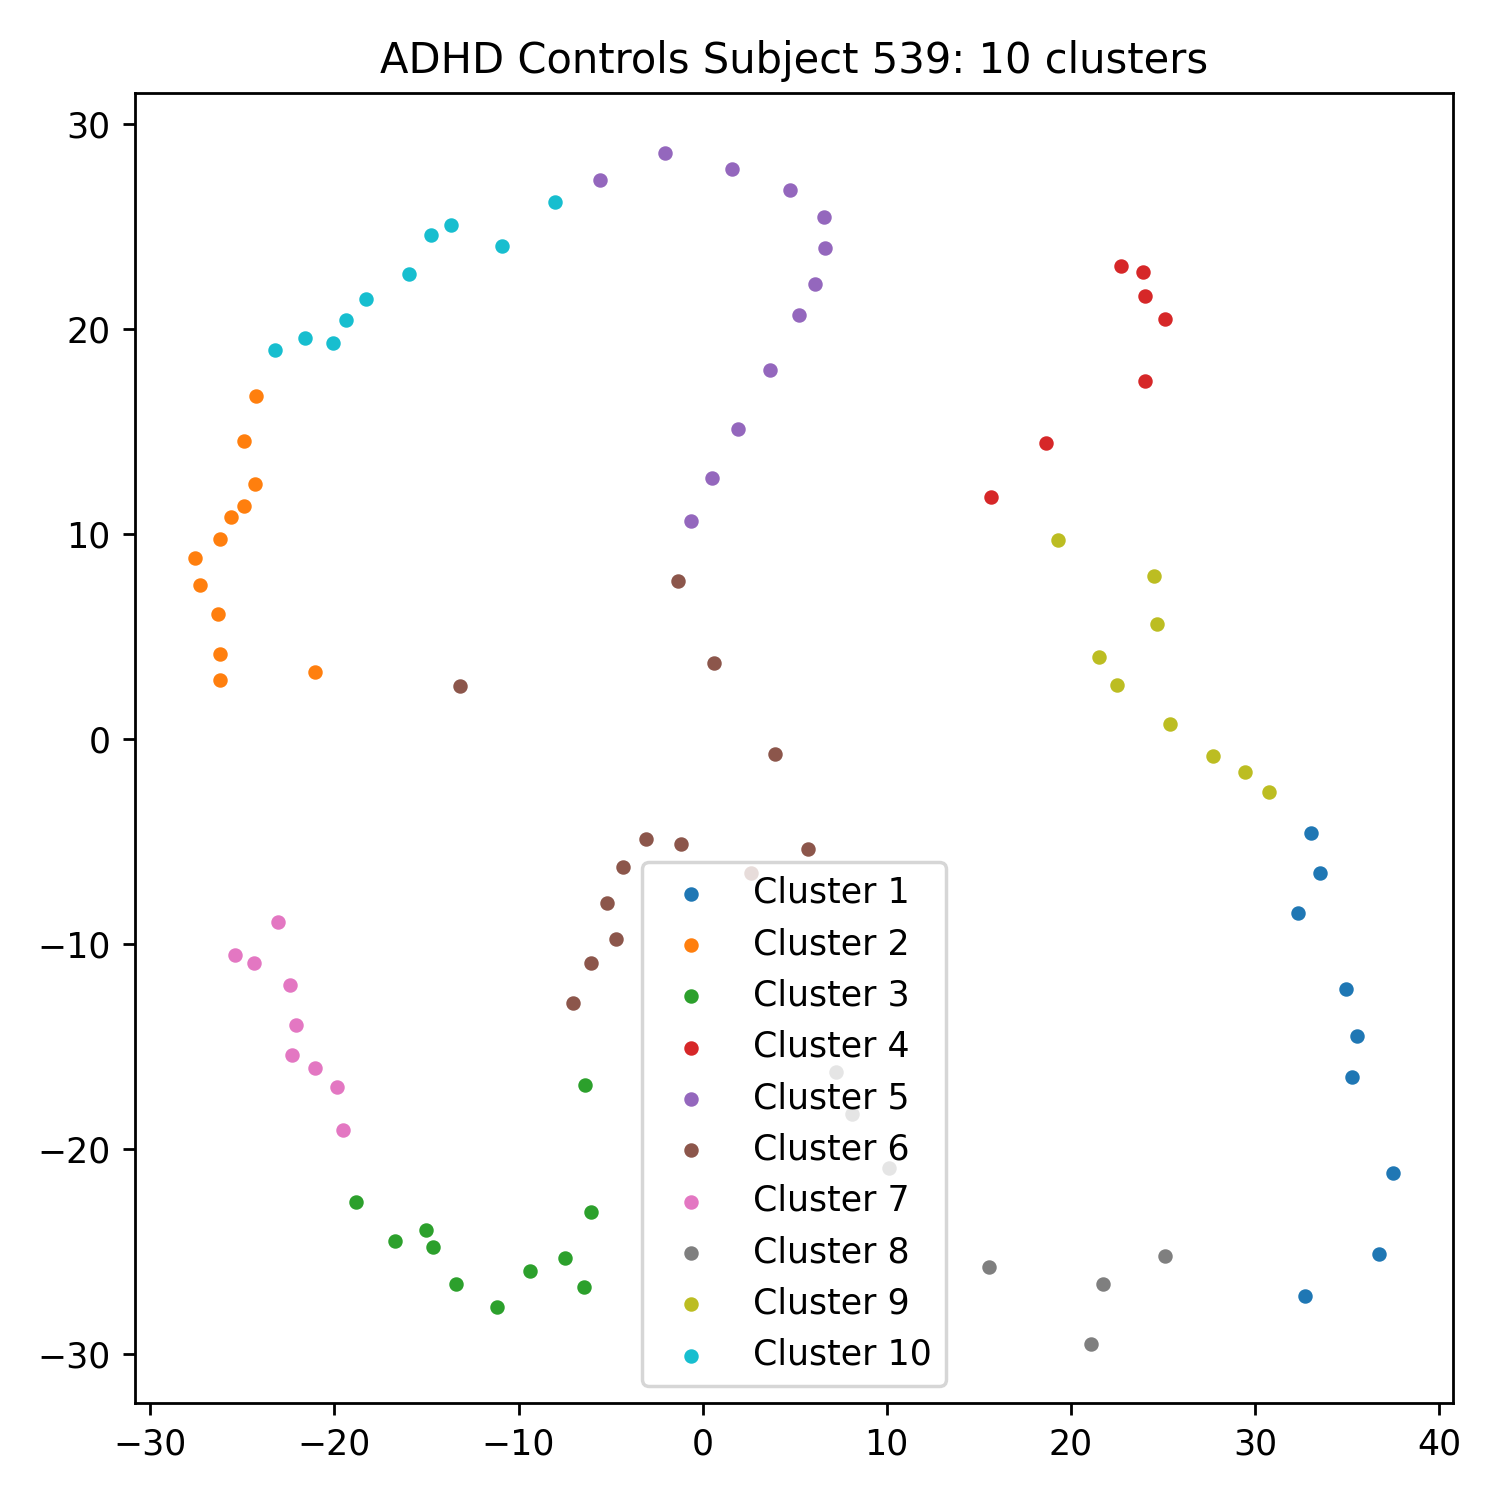 ADHD Controls Subject 539: 10 clusters
30
20
10
0
−10
−20
−30
Cluster 1
Cluster 2
Cluster 3
Cluster 4
Cluster 5
Cluster 6
Cluster 7
Cluster 8
Cluster 9
Cluster 10
−30 −20 −10 0 10 20 30 40